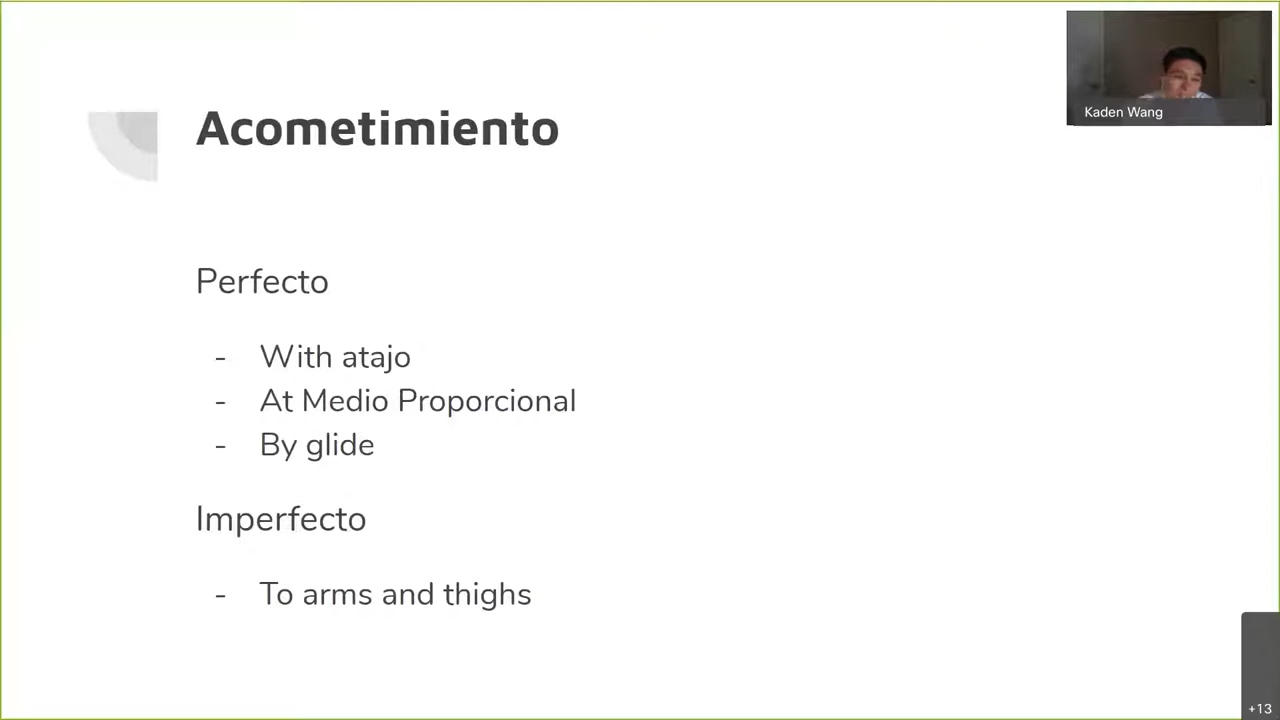 Acometimiento
Kaden Wang
Perfecto
- With atajo
- At Medio Proporcional
- By glide
Imperfecto
- To arms and thighs
+13